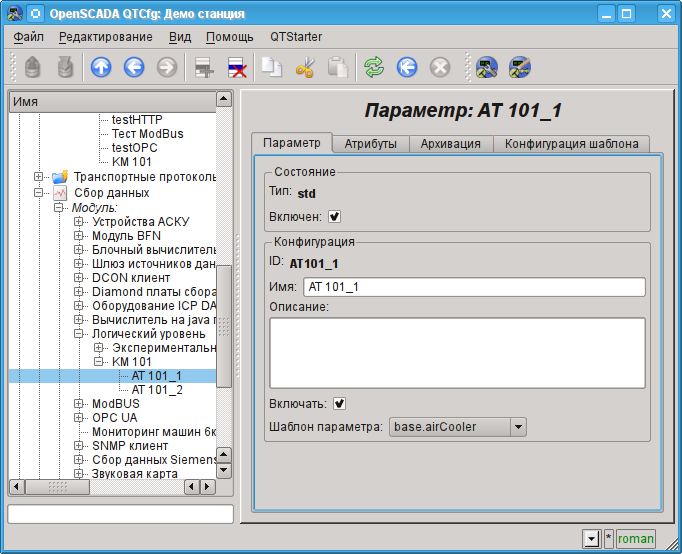 OpenSCADA QTCfg: Демо станция
Файл Редактирование Вид Помощь QTStarter
Имя
testHTTP
Тест ModBus
testOPC
КМ 101
Транспортные протоколы
Сбор данных
Модуль:
Устройства АСКУ
Модуль BFN
Блочный вычислитель
Шлюз источников дан
DCON клиент
Diamond платы сбора
Оборудование ICP DA
Вычислитель на java п
Логический уровень
Экспериментальн
КМ 101
AT 101_1
AT 101_2
ModBUS
OPC UA
Мониторинг машин 6к
SNMP клиент
Сбор данных Siemens
Звуковая карта
Параметр: AT 101_1
Параметр Атрибуты Архивация Конфигурация шаблона
Состояние
Тип: std
Включен:
Конфигурация
ID: AT101_1
Имя: AT 101_1
Описание:
Включать:
Шаблон параметра: base.airCooler
* roman